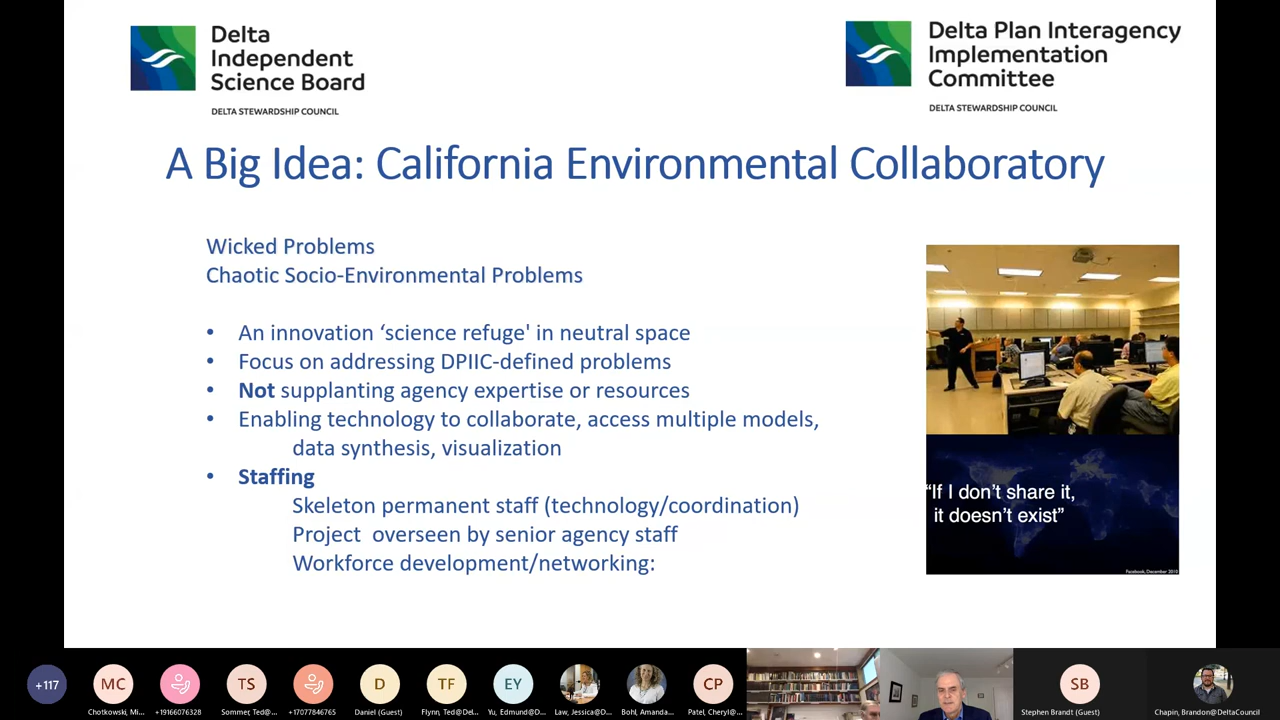 Delta
Independent
Science Board
DELTA STEWARDSHIP COUNCIL
Delta Plan Interagency
Implementation
Committee
DELTA STEWARDSHIP COUNCIL
A Big Idea: California Environmental Collaboratory
Wicked Problems
Chaotic Socio-Environmental Problems
• An innovation ‘science refuge' in neutral space
• Focus on addressing DPIIC-defined problems
• Not supplanting agency expertise or resources
• Enabling technology to collaborate, access multiple models,
data synthesis, visualization
• Staffing
Skeleton permanent staff (technology/coordination)
Project overseen by senior agency staff
Workforce development/networking:
“If I don't share it,
it doesn't exist”
Facebook, December 2010
+117
MC
TS
D
TF
EY
CP
SB
Chotkowski, Mi...
+19166076328
Sommer, Ted@...
+17077846765
Daniel (Guest)
Flynn, Ted@Del...
Yu, Edmund@D...
Law, Jessica@D...
Bohl, Amanda...
Patel, Cheryl@...
Stephen Brandt (Guest)
Chapin, Brandon@DeltaCouncil